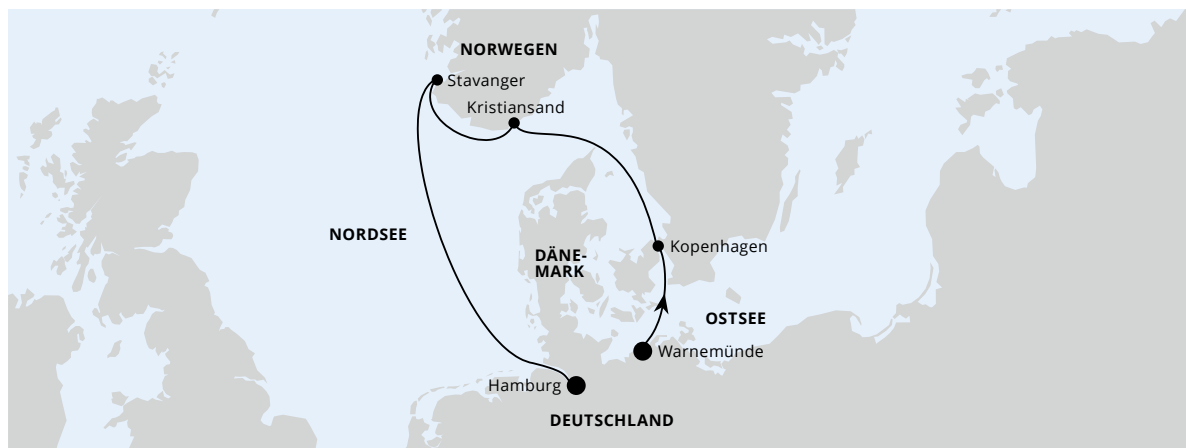 NORWEGEN
Stavanger
Kristiansand
NORDSEE
DÄNE-
MARK
Kopenhagen
OSTSEE
Warnemünde
Hamburg
DEUTSCHLAND